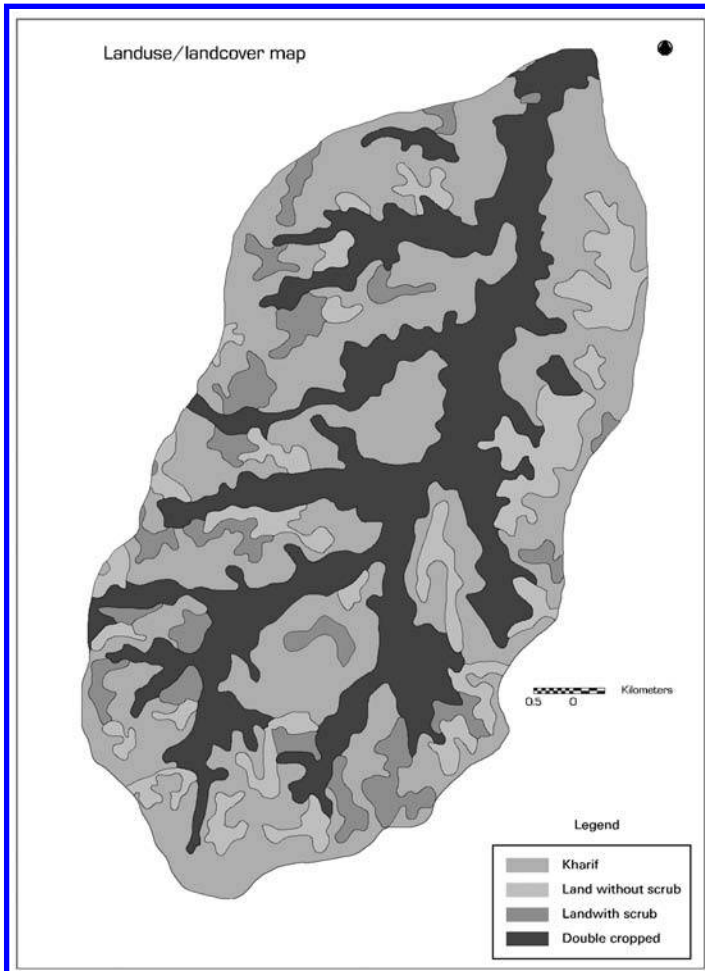 Landuse/landcover map
Kilometers
0.5 0
Legend
Kharif
Land without scrub
Landwith scrub
Double cropped